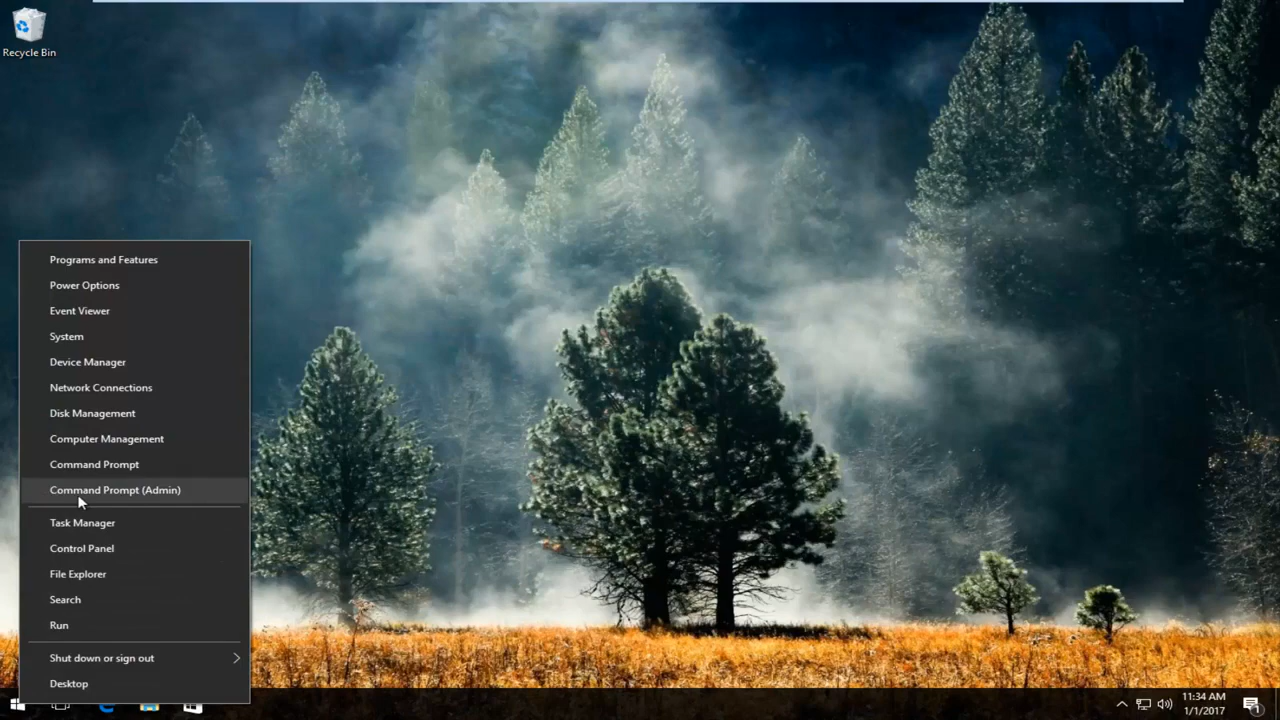 Recycle Bin
Programs and Features
Power Options
Event Viewer
System
Device Manager
Network Connections
Disk Management
Computer Management
Command Prompt
Command Prompt (Admin)
Task Manager
Control Panel
File Explorer
Search
Run
Shut down or sign out
Desktop
11:34 AM
1/1/2017
1